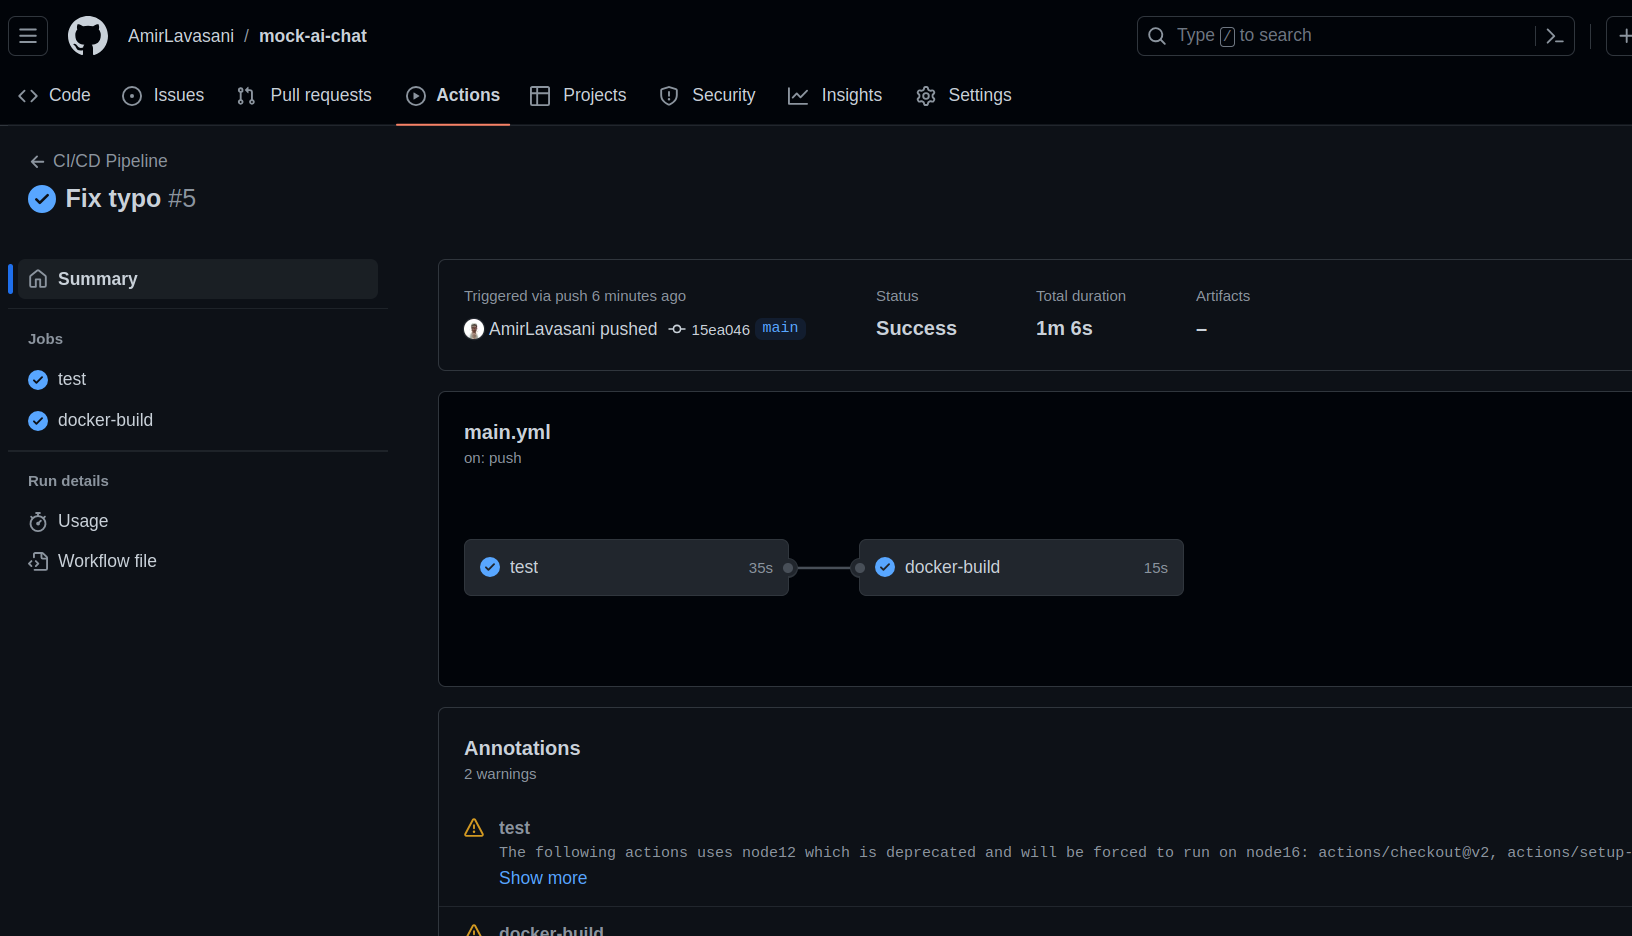 AmirLavasani / mock-ai-chat
Type / to search
Code Issues Pull requests Actions Projects Security Insights Settings
CI/CD Pipeline
Fix typo #5
Summary
Jobs
test
docker-build
Run details
Usage
Workflow file
Triggered via push 6 minutes ago
AmirLavasani pushed 15ea046 main
Status
Success
Total duration
1m 6s
Artifacts
–
main.yml
on: push
test 35s
docker-build 15s
Annotations
2 warnings
test
The following actions uses node12 which is deprecated and will be forced to run on node16: actions/checkout@v2, actions/setup-
Show more
docker-build